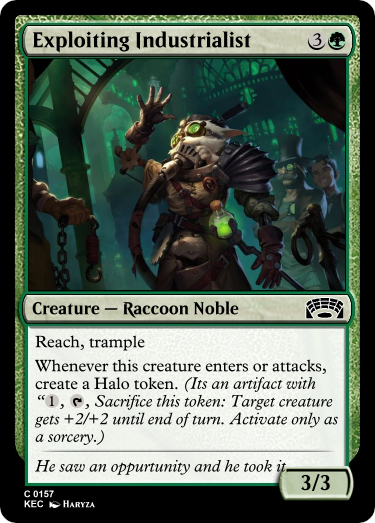 Exploiting Industrialist 3
Creature — Raccoon Noble
Reach, trample
Whenever this creature enters or attacks,
create a Halo token. (Its an artifact with
“1, , Sacrifice this token: Target creature
gets +2/+2 until end of turn. Activate only as
a sorcery.)
He saw an oppurtunity and he took it.
3/3
C 0157
KEC Haryza